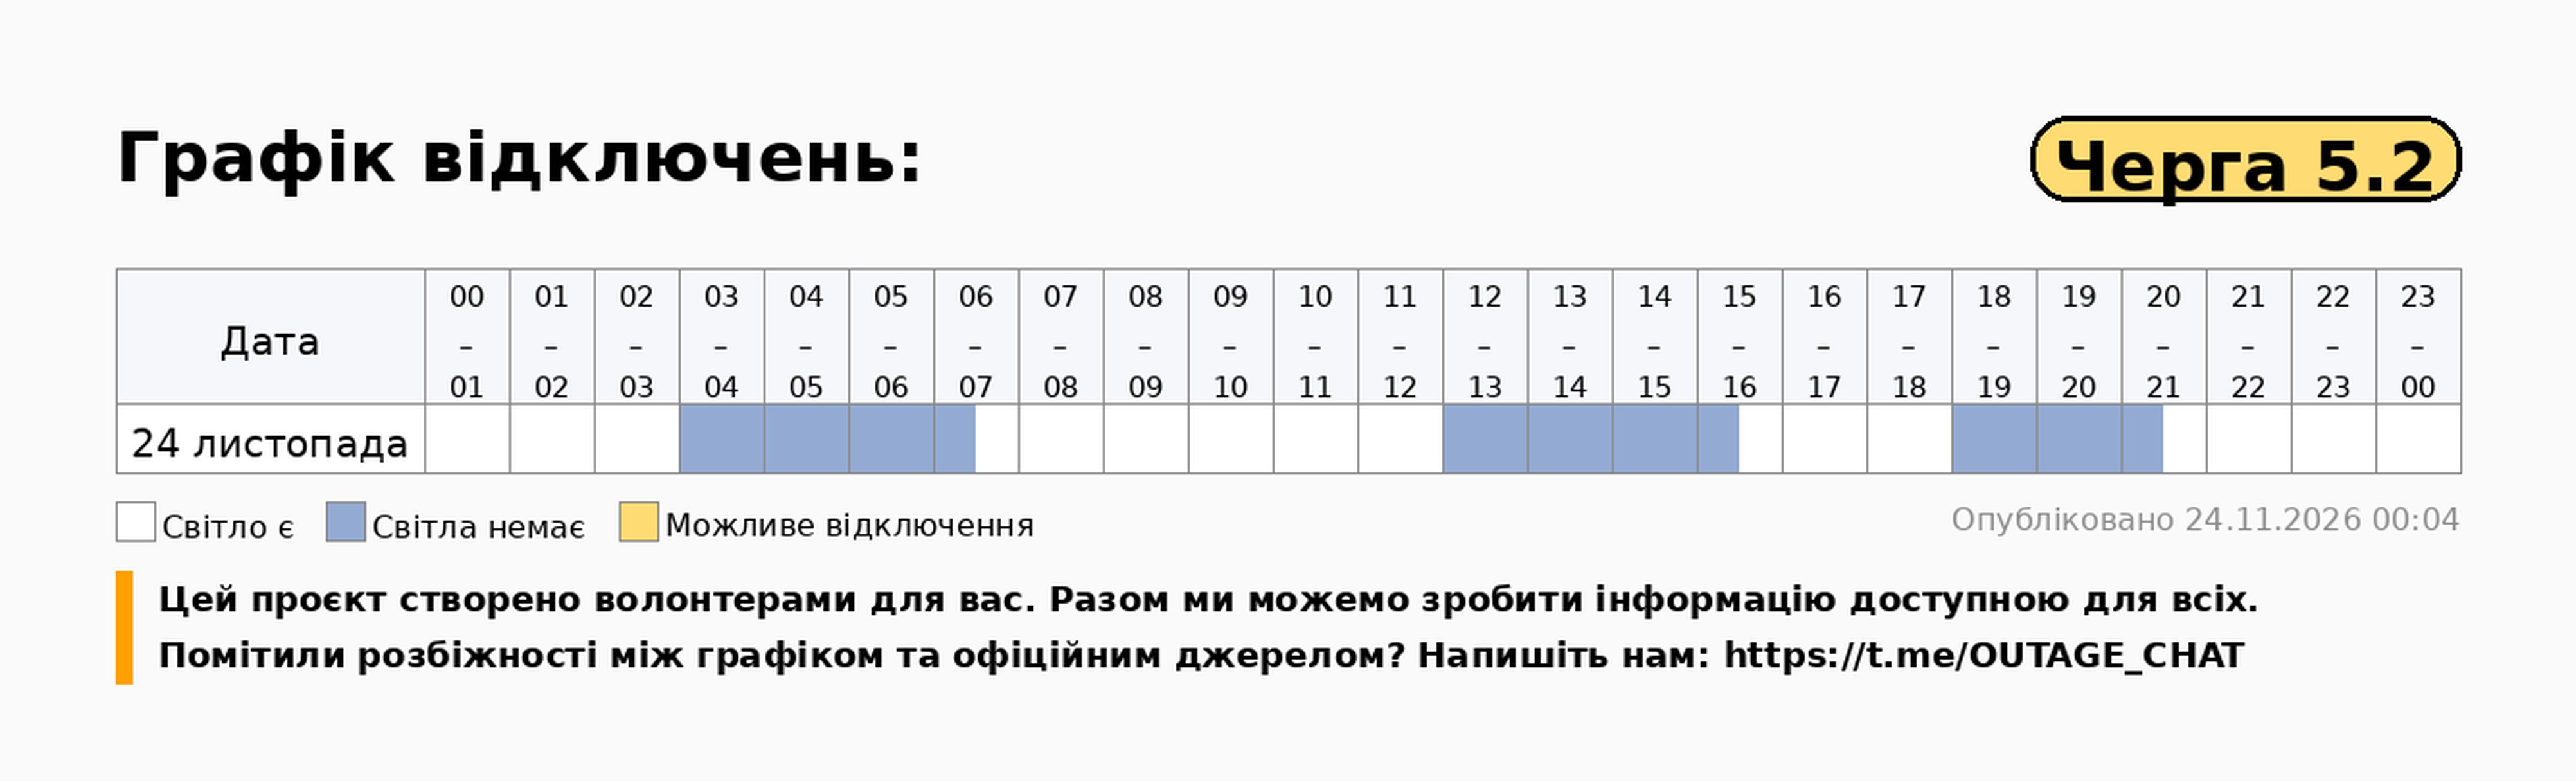 Графік відключень:
Черга 5.2
Дата
00 – 01
01 – 02
02 – 03
03 – 04
04 – 05
05 – 06
06 – 07
07 – 08
08 – 09
09 – 10
10 – 11
11 – 12
12 – 13
13 – 14
14 – 15
15 – 16
16 – 17
17 – 18
18 – 19
19 – 20
20 – 21
21 – 22
22 – 23
23 – 00
24 листопада
Світло є
Світла немає
Можливе відключення
Опубліковано 24.11.2026 00:04
Цей проєкт створено волонтерами для вас. Разом ми можемо зробити інформацію доступною для всіх.
Помітили розбіжності між графіком та офіційним джерелом? Напишіть нам: https://t.me/OUTAGE_CHAT